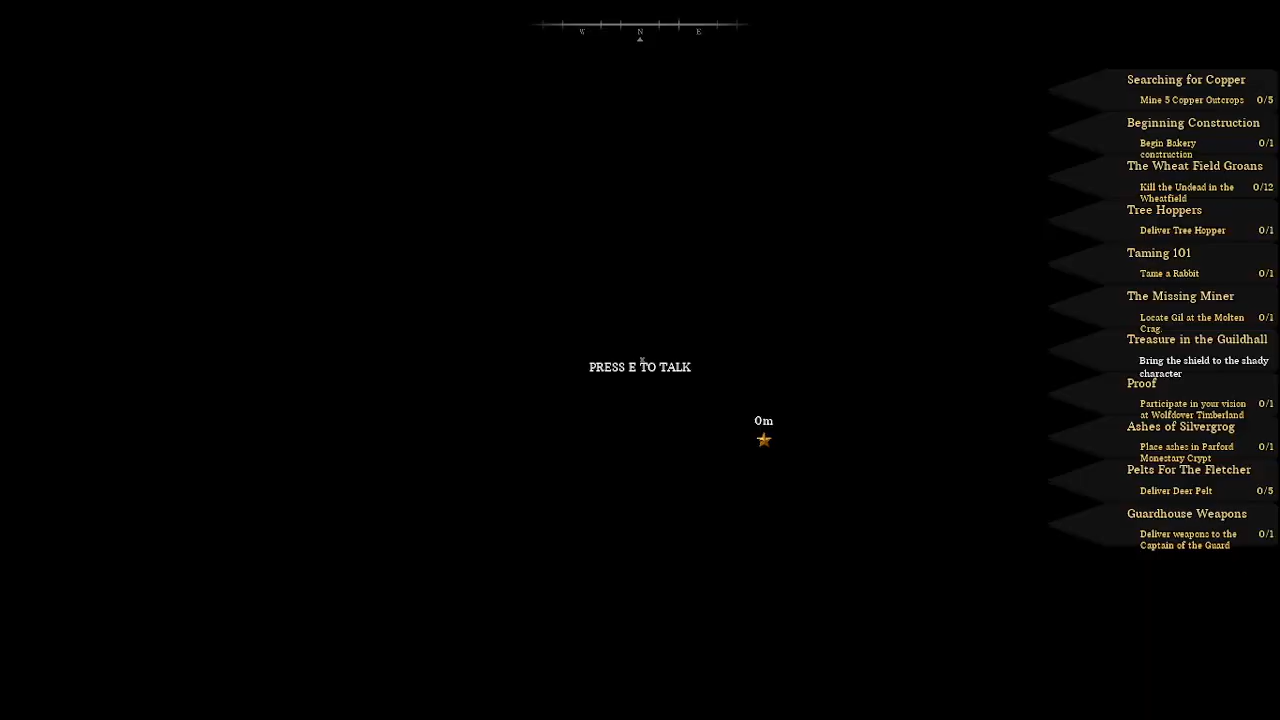 W N E
Searching for Copper
Mine 5 Copper Outcrops 0/5
Beginning Construction
Begin Bakery 0/1
construction
The Wheat Field Groans
Kill the Undead in the 0/12
Wheatfield
Tree Hoppers
Deliver Tree Hopper 0/1
Taming 101
Tame a Rabbit 0/1
The Missing Miner
Locate Gil at the Molten 0/1
Crag.
Treasure in the Guildhall
Bring the shield to the shady
character
Proof
Participate in your vision 0/1
at Wolfdover Timberland
Ashes of Silvergrog
Place ashes in Parford 0/1
Monestary Crypt
Pelts For The Fletcher
Deliver Deer Pelt 0/5
Guardhouse Weapons
Deliver weapons to the 0/1
Captain of the Guard
PRESS E TO TALK
0m